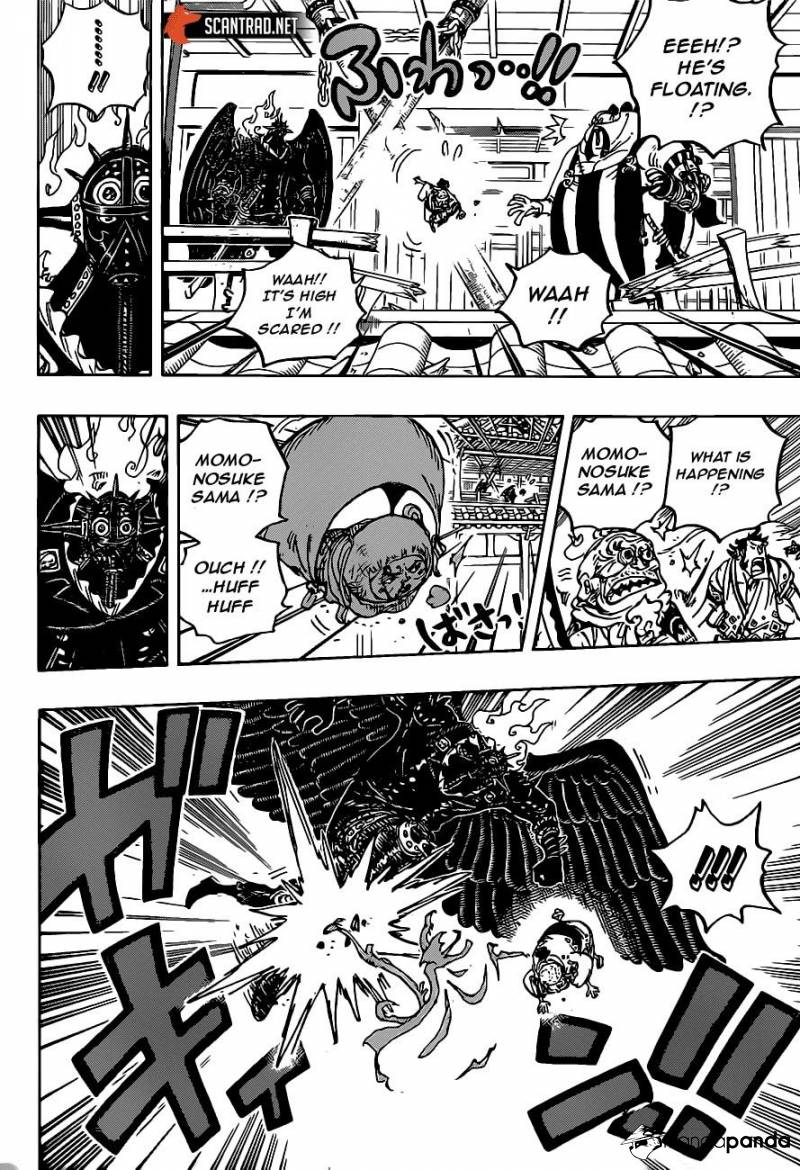 SCANTRAD.NET
EEEH!?
HE'S
FLOATING.
!?
ふわっ…!!
.....
!!
WAAH
!!
WAAH!!
IT'S HIGH
I'M
SCARED !!
WHAT IS
HAPPENING
!?
MOMO-
NOSUKE
SAMA !?
MOMO-
NOSUKE
SAMA !?
OUCH !!
...HUFF
HUFF
ばさっ!
!!!
ガキィ!!
mangapanda